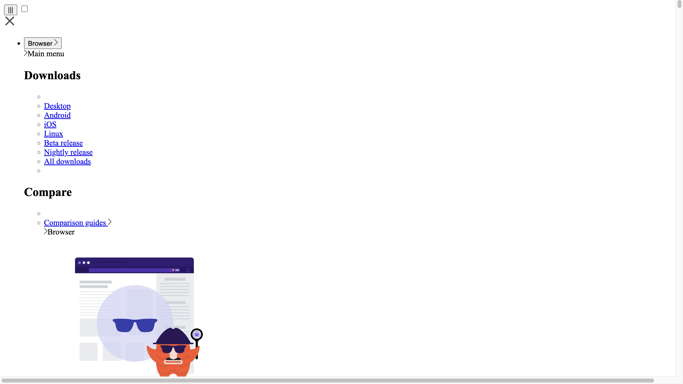 Browser
Main menu
Downloads
Desktop
Android
iOS
Linux
Beta release
Nightly release
All downloads
Compare
Comparison guides
Browser